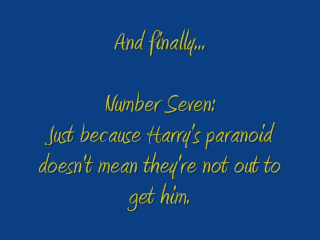 And finally...
Number Seven:
Just because Harry's paranoid
doesn't mean they're not out to
get him.